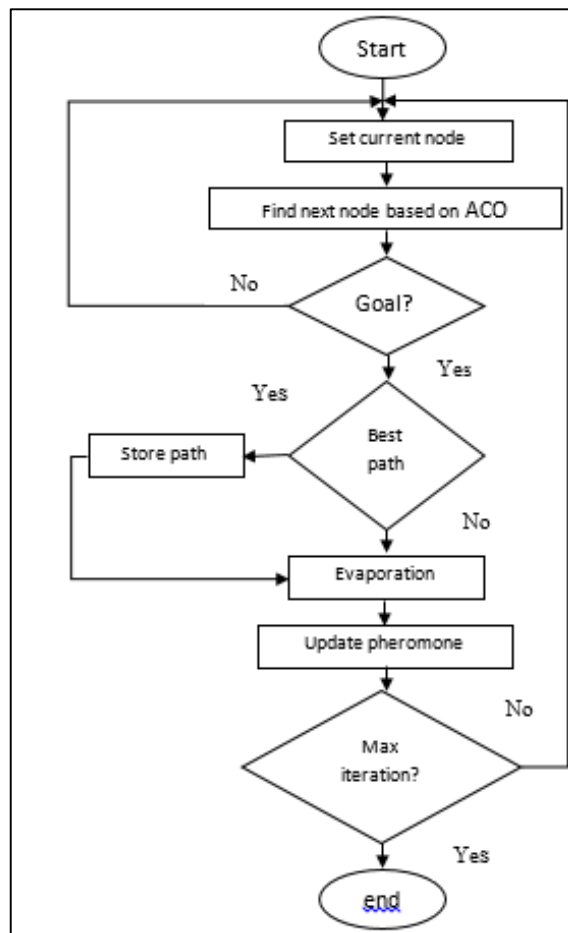 Start
Set current node
Find next node based on ACO
No
Goal?
Yes
Yes
Best
path
Store path
No
Evaporation
Update pheromone
No
Max
iteration?
Yes
end